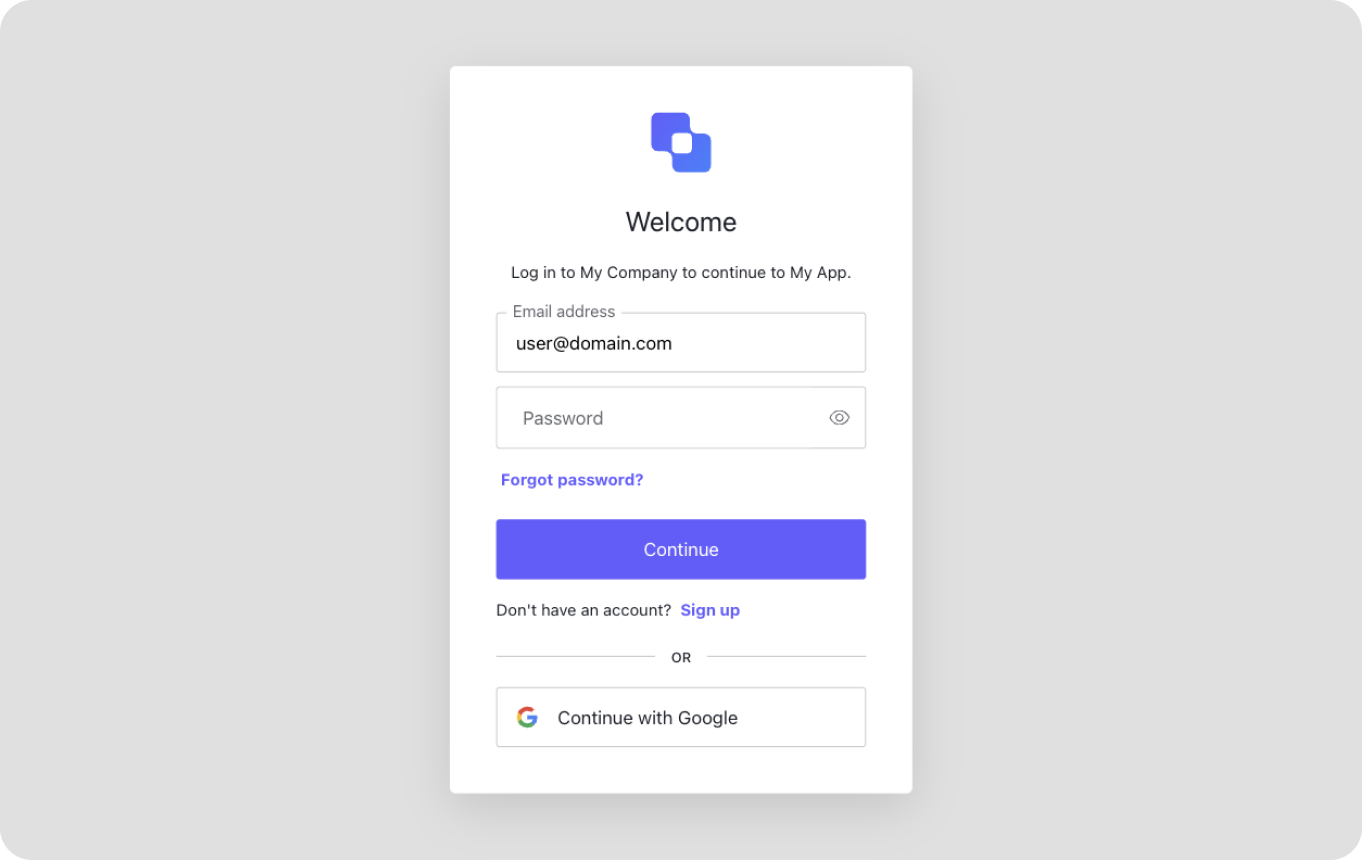 Welcome
Log in to My Company to continue to My App.
Email address
user@domain.com
Password
Forgot password?
Continue
Don't have an account? Sign up
OR
Continue with Google